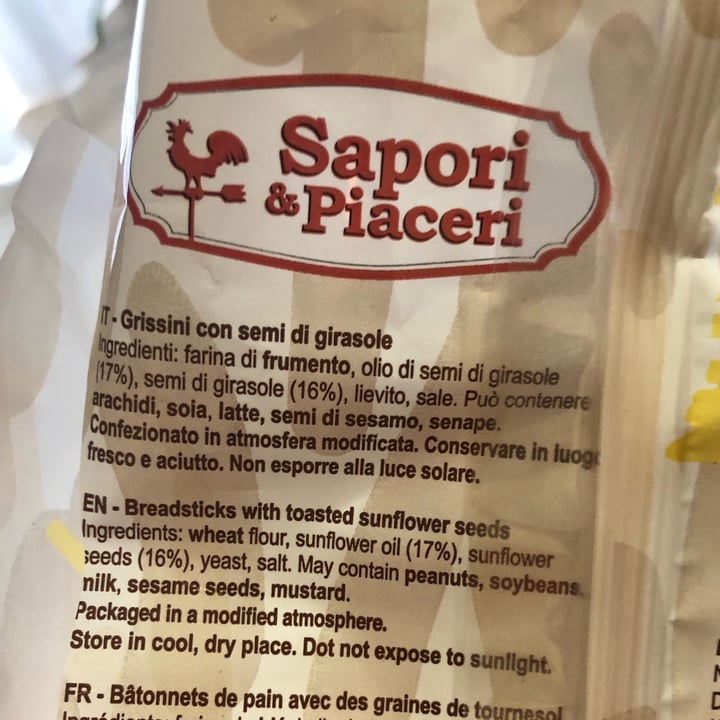 Sapori
& Piaceri
IT - Grissini con semi di girasole
Ingredienti: farina di frumento, olio di semi di girasole
(17%), semi di girasole (16%), lievito, sale. Può contenere
arachidi, soia, latte, semi di sesamo, senape.
Confezionato in atmosfera modificata. Conservare in luogo
fresco e aciutto. Non esporre alla luce solare.
EN - Breadsticks with toasted sunflower seeds
Ingredients: wheat flour, sunflower oil (17%), sunflower
seeds (16%), yeast, salt. May contain peanuts, soybeans,
milk, sesame seeds, mustard.
Packaged in a modified atmosphere.
Store in cool, dry place. Dot not expose to sunlight.
FR - Bâtonnets de pain avec des graines de tournesol